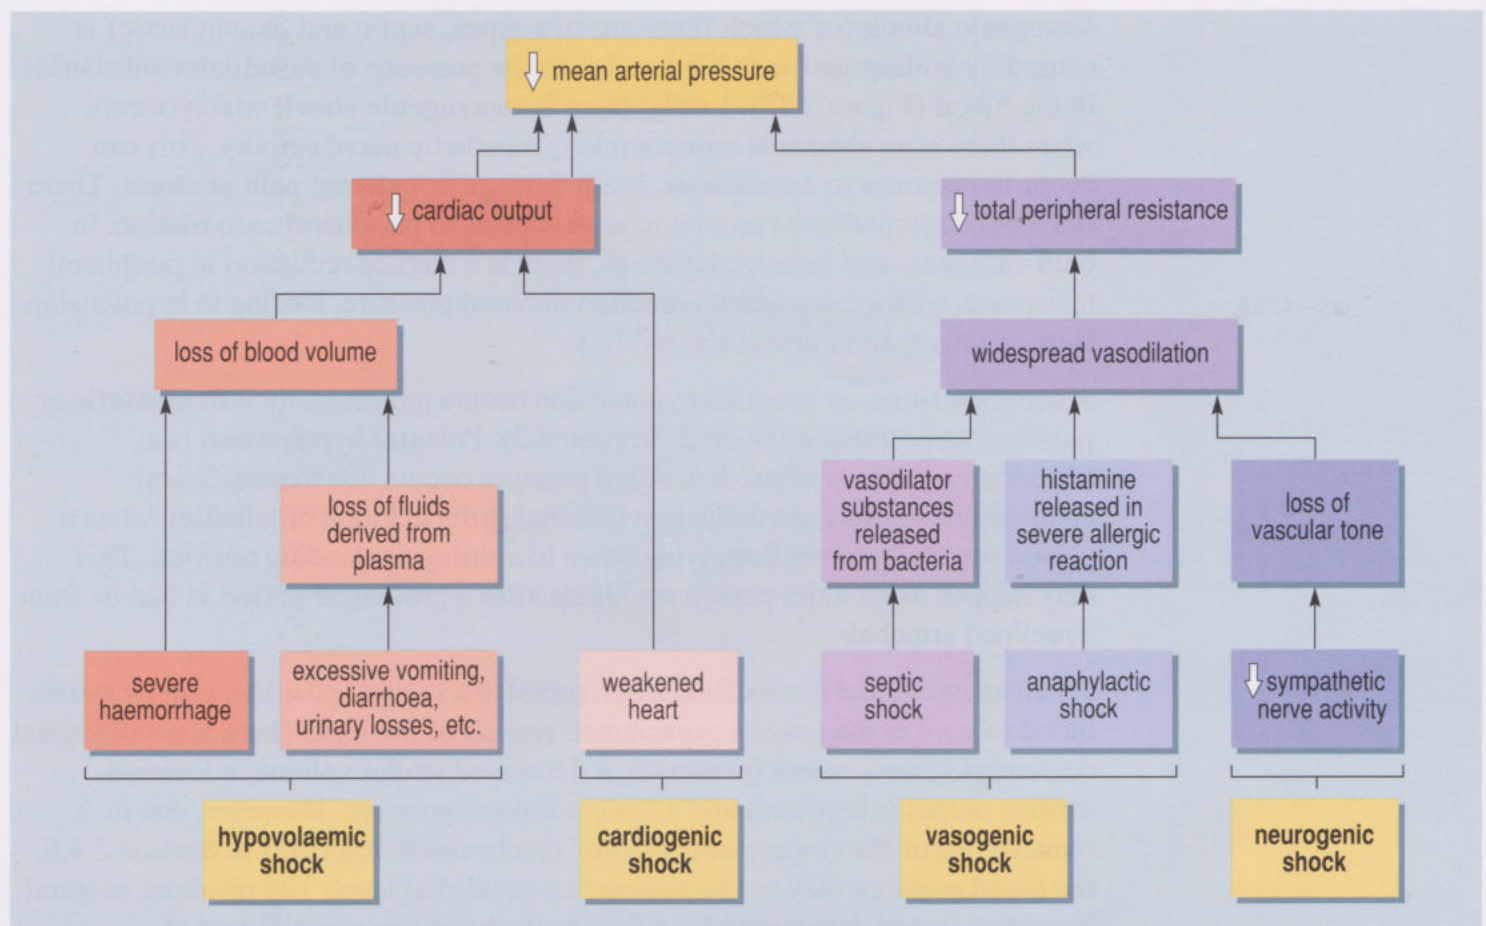 ↓ mean arterial pressure
↓ cardiac output
↓ total peripheral resistance
loss of blood volume
widespread vasodilation
loss of fluids
derived from
plasma
vasodilator
substances
released
from bacteria
histamine
released in
severe allergic
reaction
loss of
vascular tone
severe
haemorrhage
excessive vomiting,
diarrhoea,
urinary losses, etc.
weakened
heart
septic
shock
anaphylactic
shock
↓ sympathetic
nerve activity
hypovolaemic
shock
cardiogenic
shock
vasogenic
shock
neurogenic
shock